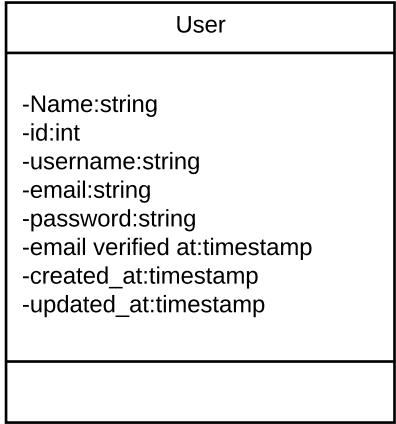 User
-Name:string
-id:int
-username:string
-email:string
-password:string
-email verified at:timestamp
-created_at:timestamp
-updated_at:timestamp